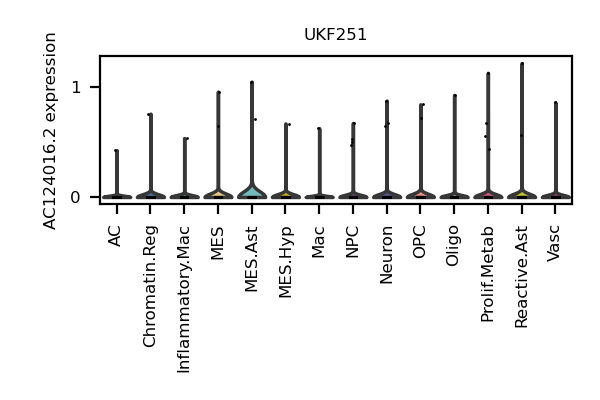 UKF251
AC124016.2 expression
1
0
AC
Chromatin.Reg
Inflammatory.Mac
MES
MES.Ast
MES.Hyp
Mac
NPC
Neuron
OPC
Oligo
Prolif.Metab
Reactive.Ast
Vasc